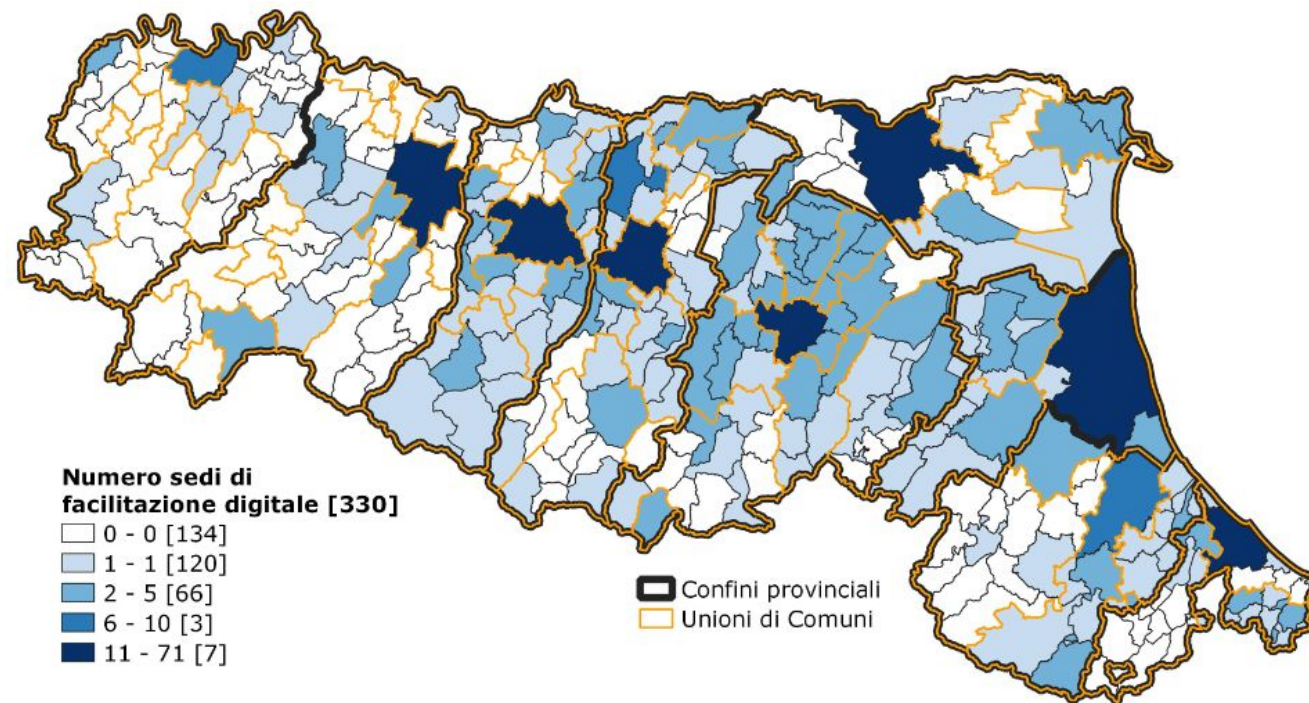 Numero sedi di
facilitazione digitale [330]
0 - 0 [134]
1 - 1 [120]
2 - 5 [66]
6 - 10 [3]
11 - 71 [7]
Confini provinciali
Unioni di Comuni